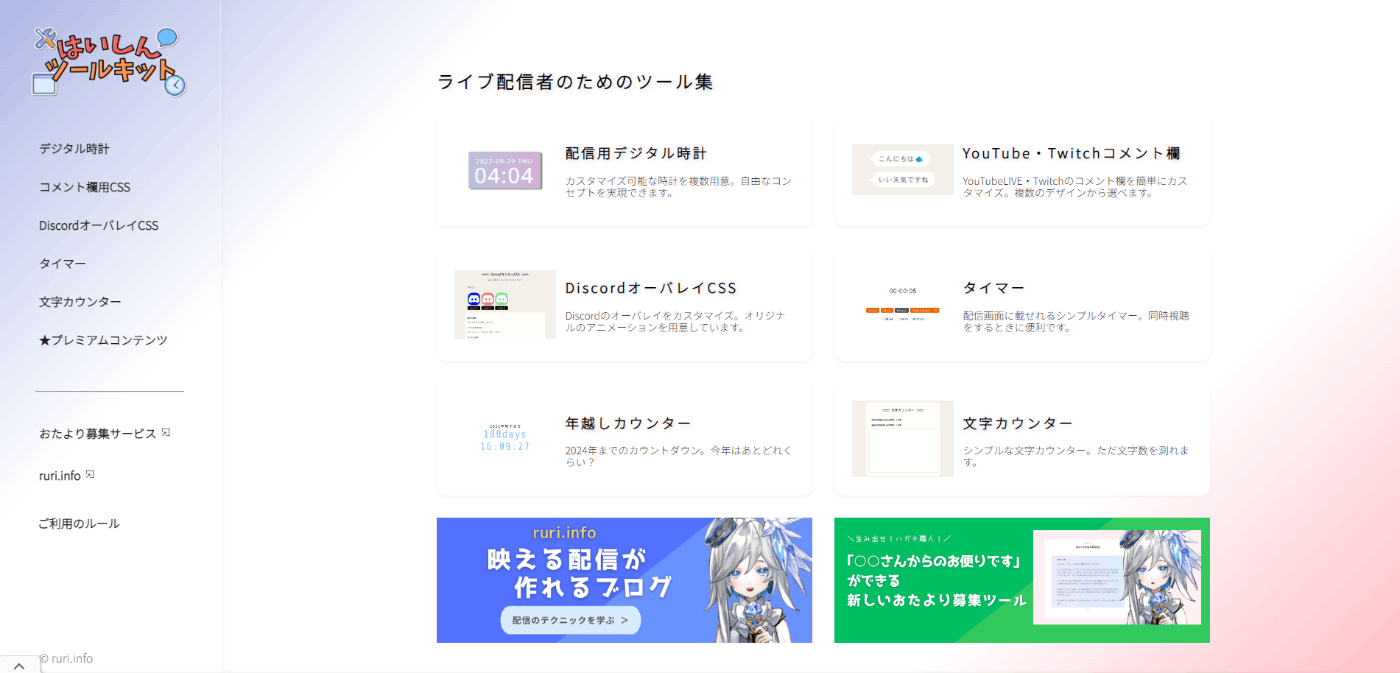 はいしん
ツールキット
デジタル時計
コメント欄用CSS
DiscordオーバレイCSS
タイマー
文字カウンター
★プレミアムコンテンツ
おたより募集サービス
ruri.info
ご利用のルール
© ruri.info
ライブ配信者のためのツール集
2022-09-29 THU
04:04
配信用デジタル時計
カスタマイズ可能な時計を複数用意。自由なコン
セプトを実現できます。
こんにちは
いい天気ですね
YouTube・Twitchコメント欄
YouTubeLIVE・Twitchのコメント欄を簡単にカス
タマイズ。複数のデザインから選べます。
DiscordオーバレイCSS
Discordのオーバレイをカスタマイズ。オリジナ
ルのアニメーションを用意しています。
00:00:05
タイマー
配信画面に載せれるシンプルタイマー。同時視聴
をするときに便利です。
188days
16:09:27
年越しカウンター
2024年までのカウントダウン。今年はあとどれく
らい？
文字カウンター
文字カウンター
シンプルな文字カウンター。ただ文字数を測れま
す。
ruri.info
映える配信が
作れるブログ
配信のテクニックを学ぶ ＞
＼生み出せ！ハガキ職人！／
「〇〇さんからのお便りです」
ができる
新しいおたより募集ツール